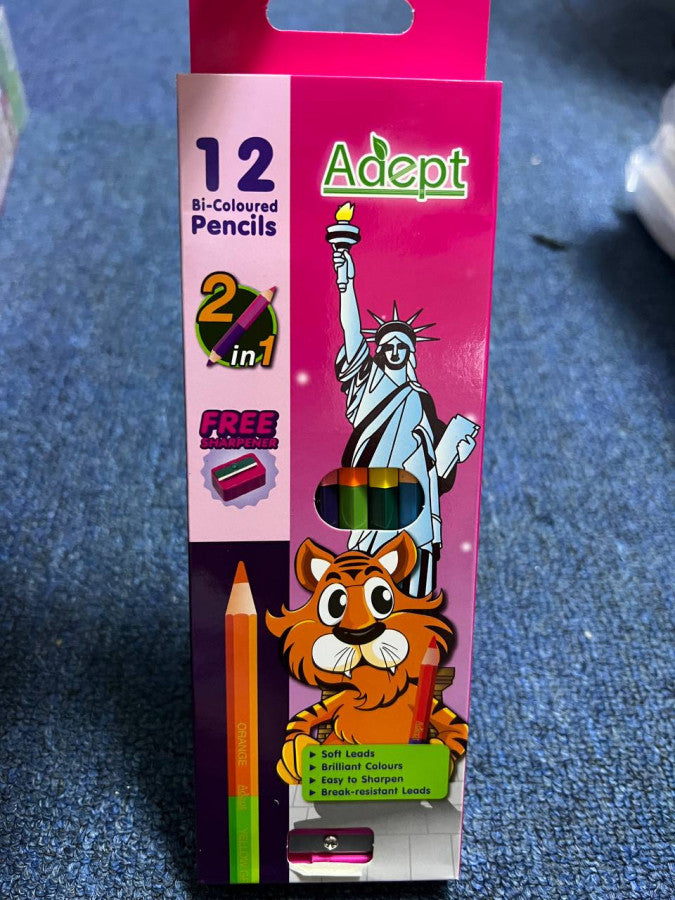 12
Bi-Coloured
Pencils
Adept
2
in 1
FREE
SHARPENER
ORANGE
Adept
▶ Soft Leads
▶ Brilliant Colours
▶ Easy to Sharpen
▶ Break-resistant Leads